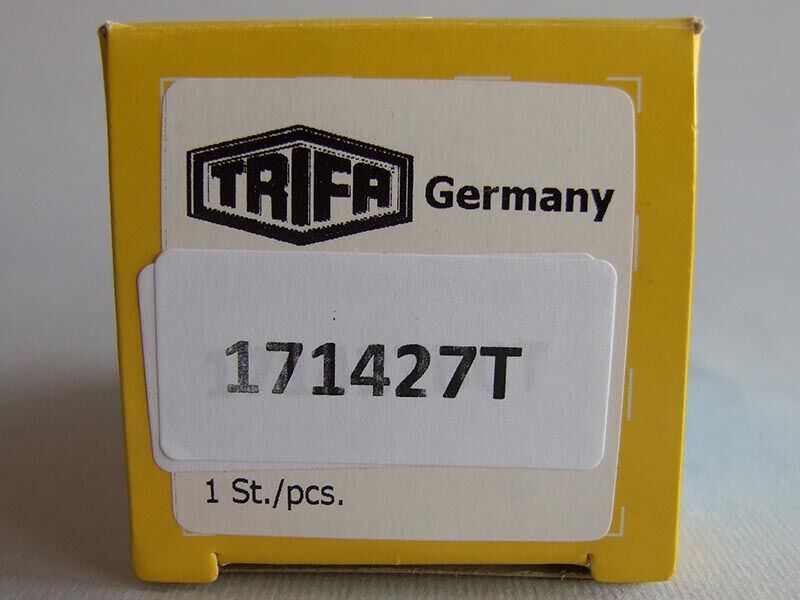 TRIFA Germany
171427T
1 St./pcs.